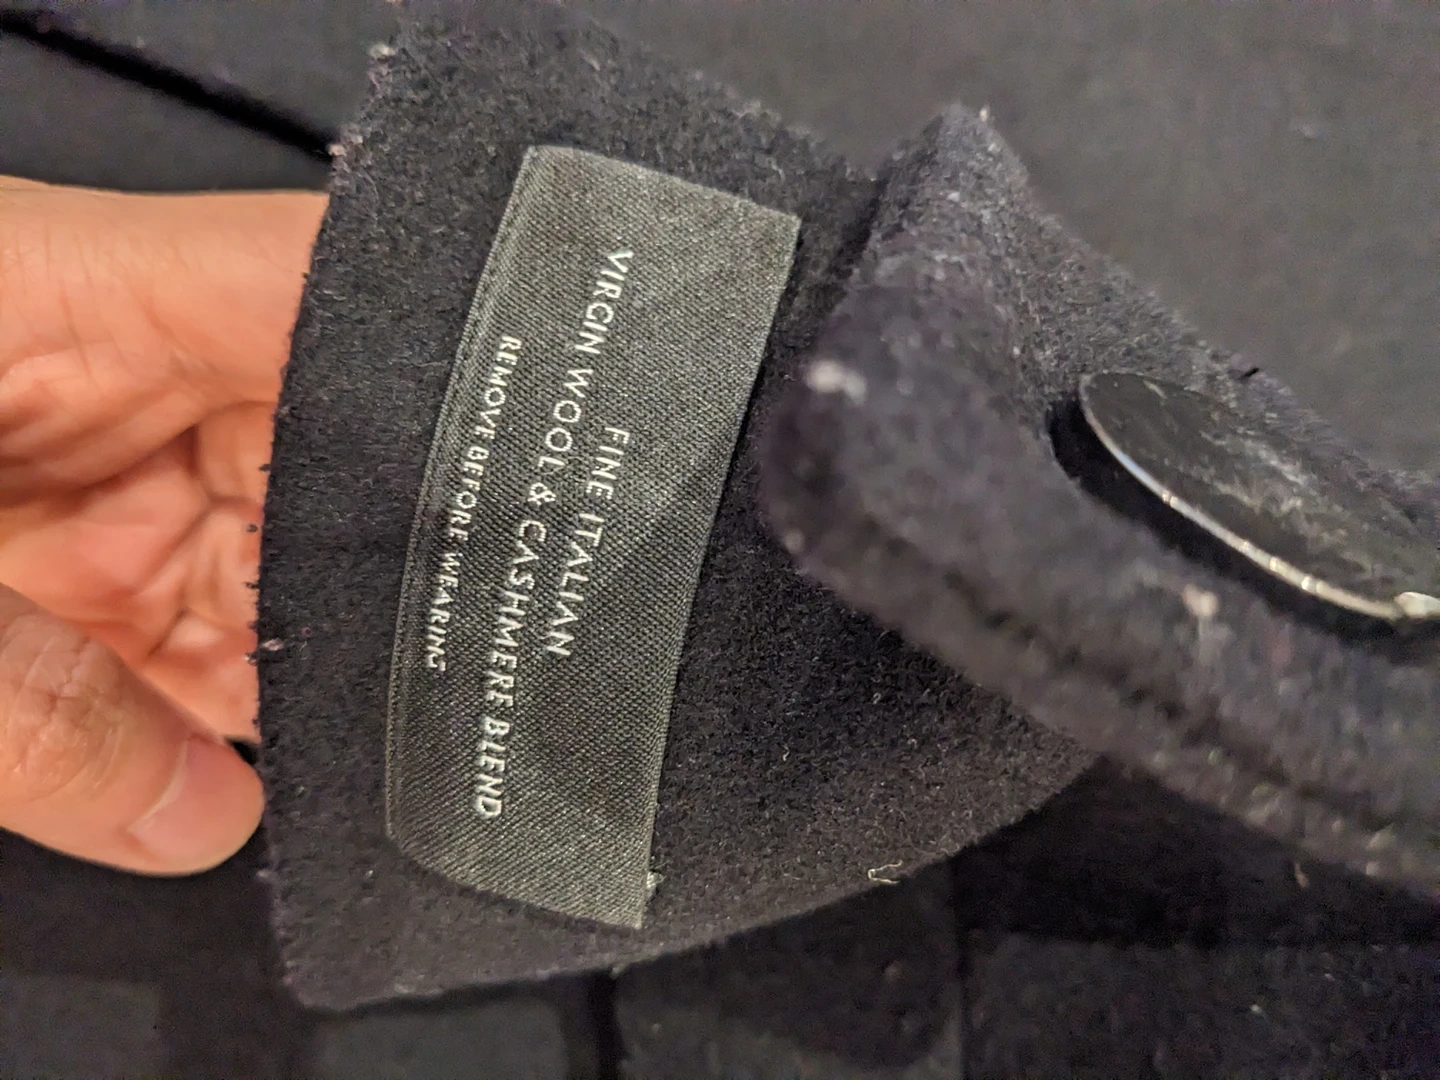 FINE ITALIAN
VIRGIN WOOL & CASHMERE BLEND
REMOVE BEFORE WEARING